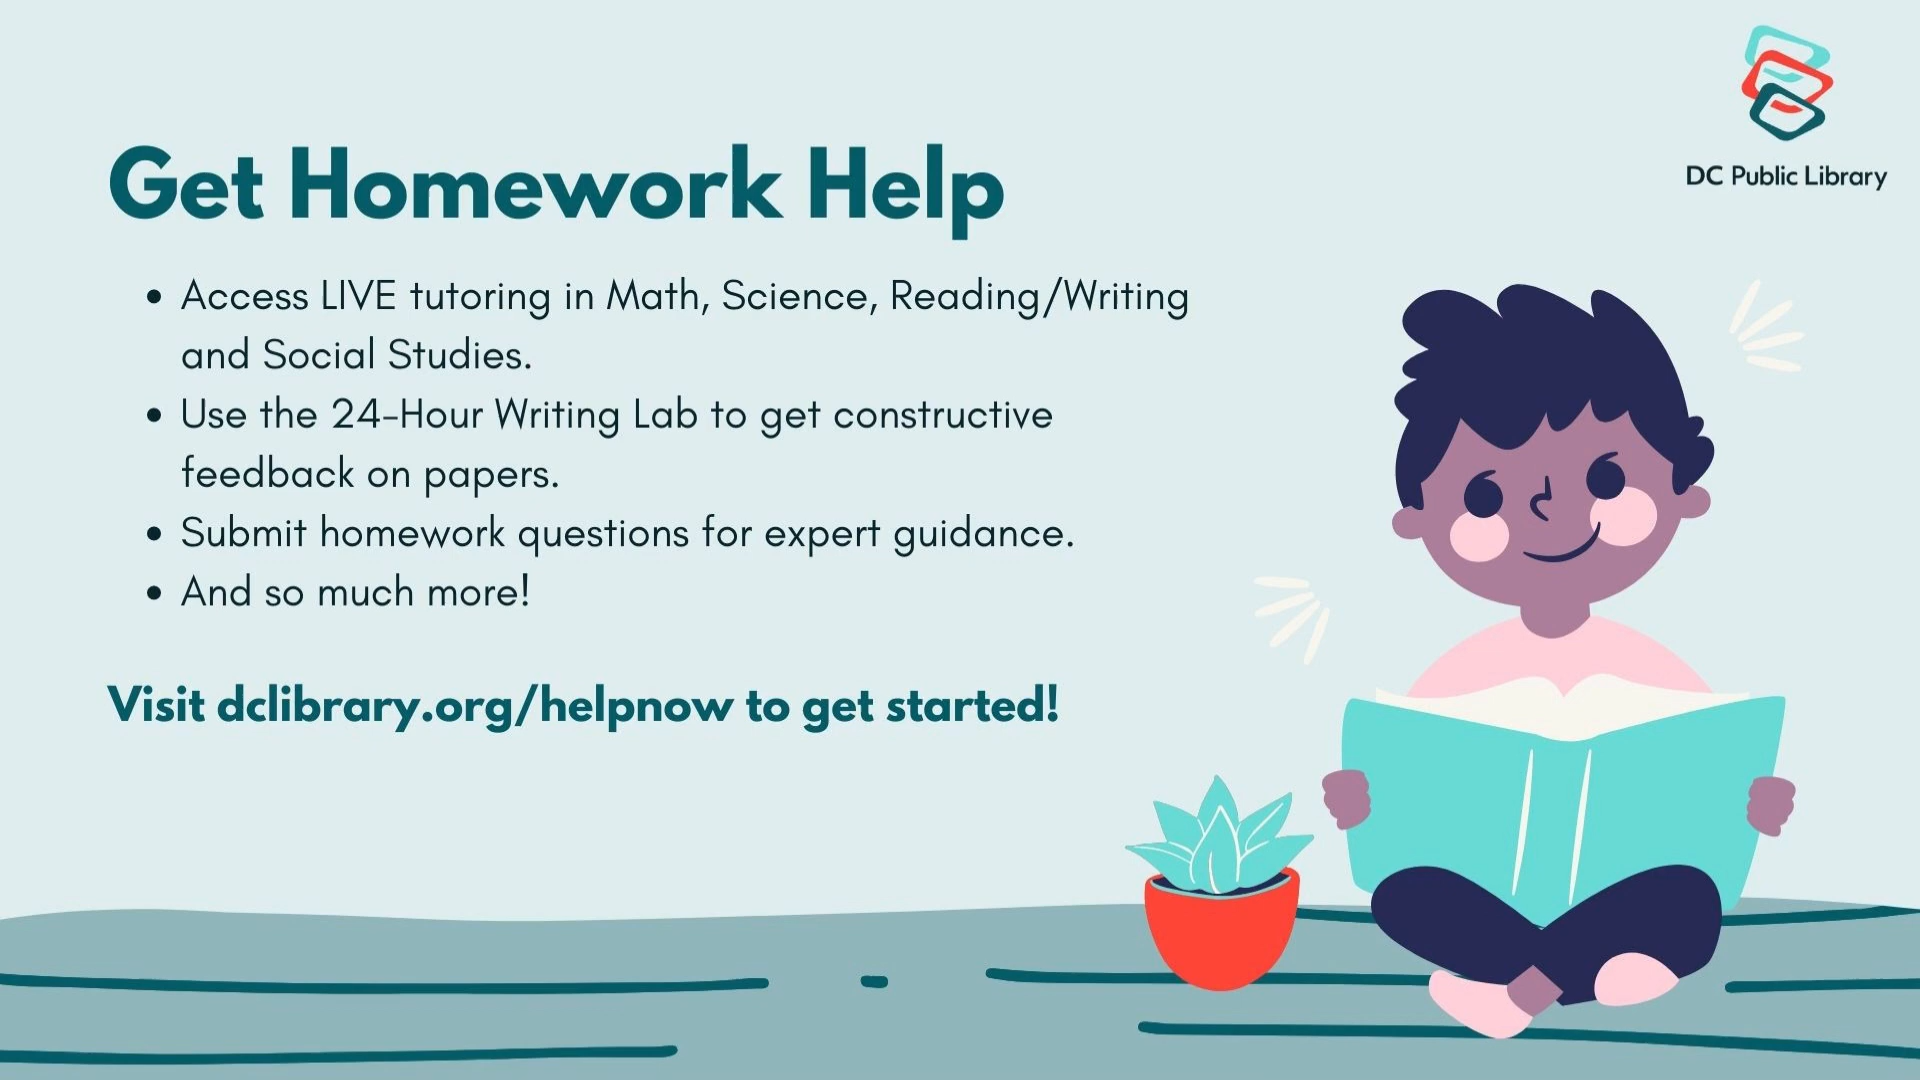 DC Public Library
Get Homework Help
• Access LIVE tutoring in Math, Science, Reading/Writing
and Social Studies.
• Use the 24-Hour Writing Lab to get constructive
feedback on papers.
• Submit homework questions for expert guidance.
• And so much more!
Visit dclibrary.org/helpnow to get started!